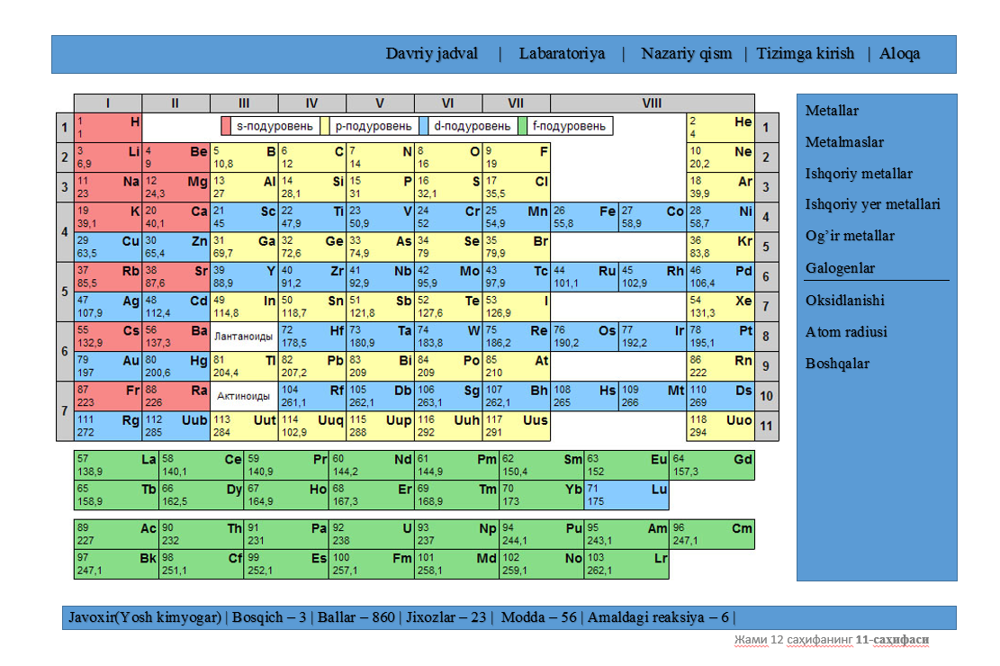 Davriy jadval | Labaratoriya | Nazariy qism | Tizimga kirish | Aloqa
I II III IV V VI VII VIII
1 1 H 1 s-подуровень p-подуровень d-подуровень f-подуровень 2 He 4 1
2 3 Li 6,9 4 Be 9 5 B 10,8 6 C 12 7 N 14 8 O 16 9 F 19 10 Ne 20,2 2
3 11 Na 23 12 Mg 24,3 13 Al 27 14 Si 28,1 15 P 31 16 S 32,1 17 Cl 35,5 18 Ar 39,9 3
4 19 K 39,1 20 Ca 40,1 21 Sc 45 22 Ti 47,9 23 V 50,9 24 Cr 52 25 Mn 54,9 26 Fe 55,8 27 Co 58,9 28 Ni 58,7 4
29 Cu 63,5 30 Zn 65,4 31 Ga 69,7 32 Ge 72,6 33 As 74,9 34 Se 79 35 Br 79,9 36 Kr 83,8 5
5 37 Rb 85,5 38 Sr 87,6 39 Y 88,9 40 Zr 91,2 41 Nb 92,9 42 Mo 95,9 43 Tc 97,9 44 Ru 101,1 45 Rh 102,9 46 Pd 106,4 6
47 Ag 107,9 48 Cd 112,4 49 In 114,8 50 Sn 118,7 51 Sb 121,8 52 Te 127,6 53 I 126,9 54 Xe 131,3 7
6 55 Cs 132,9 56 Ba 137,3 Лантаноиды 72 Hf 178,5 73 Ta 180,9 74 W 183,8 75 Re 186,2 76 Os 190,2 77 Ir 192,2 78 Pt 195,1 8
79 Au 197 80 Hg 200,6 81 Tl 204,4 82 Pb 207,2 83 Bi 209 84 Po 209 85 At 210 86 Rn 222 9
7 87 Fr 223 88 Ra 226 Актиноиды 104 Rf 261,1 105 Db 262,1 106 Sg 263,1 107 Bh 262,1 108 Hs 265 109 Mt 266 110 Ds 269 10
111 Rg 272 112 Uub 285 113 Uut 284 114 Uuq 102,9 115 Uup 288 116 Uuh 292 117 Uus 291 118 Uuo 294 11
57 La 138,9 58 Ce 140,1 59 Pr 140,9 60 Nd 144,2 61 Pm 144,9 62 Sm 150,4 63 Eu 152 64 Gd 157,3
65 Tb 158,9 66 Dy 162,5 67 Ho 164,9 68 Er 167,3 69 Tm 168,9 70 Yb 173 71 Lu 175
89 Ac 227 90 Th 232 91 Pa 231 92 U 238 93 Np 237 94 Pu 244,1 95 Am 243,1 96 Cm 247,1
97 Bk 247,1 98 Cf 251,1 99 Es 252,1 100 Fm 257,1 101 Md 258,1 102 No 259,1 103 Lr 262,1
Metallar
Metalmaslar
Ishqoriy metallar
Ishqoriy yer metallari
Og’ir metallar
Galogenlar
Oksidlanishi
Atom radiusi
Boshqalar
Javoxir(Yosh kimyogar) | Bosqich – 3 | Ballar – 860 | Jixozlar – 23 | Modda – 56 | Amaldagi reaksiya – 6 |
Жами 12 саҳифанинг 11-саҳифаси